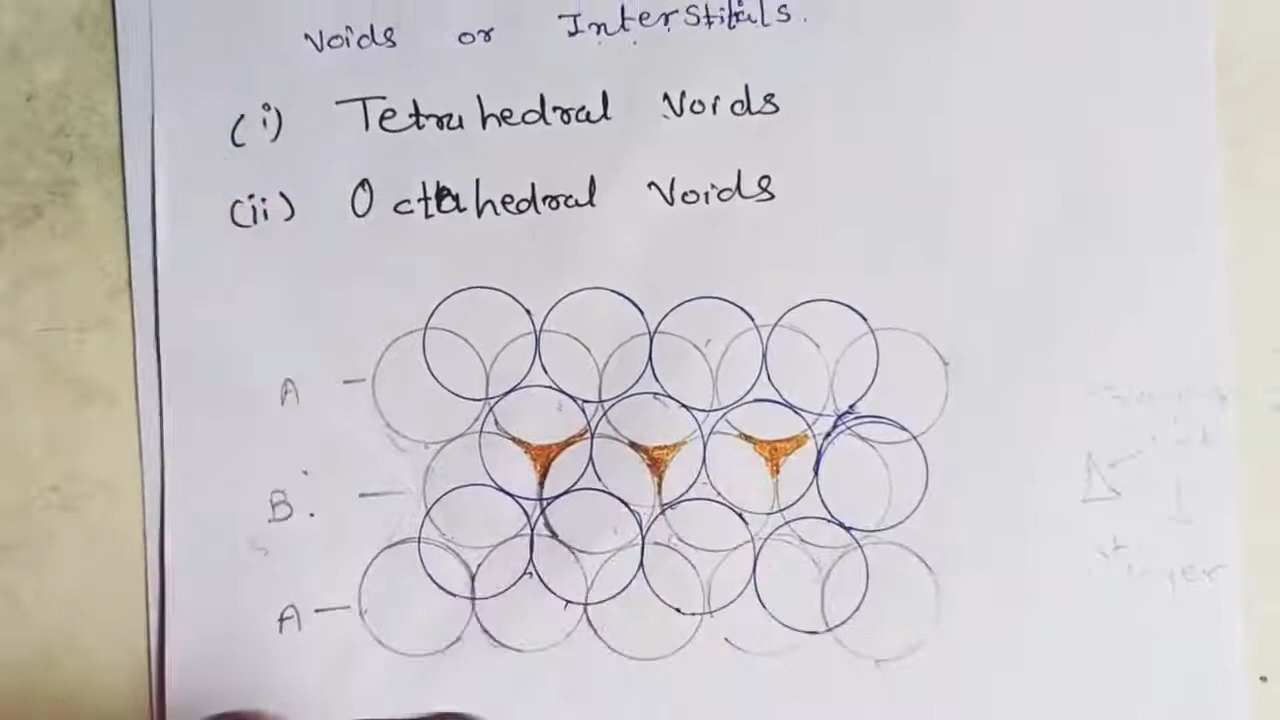 Voids or Interstitials.
(i) Tetrahedral Voids
(ii) Octahedral Voids
A –
B. –
A –